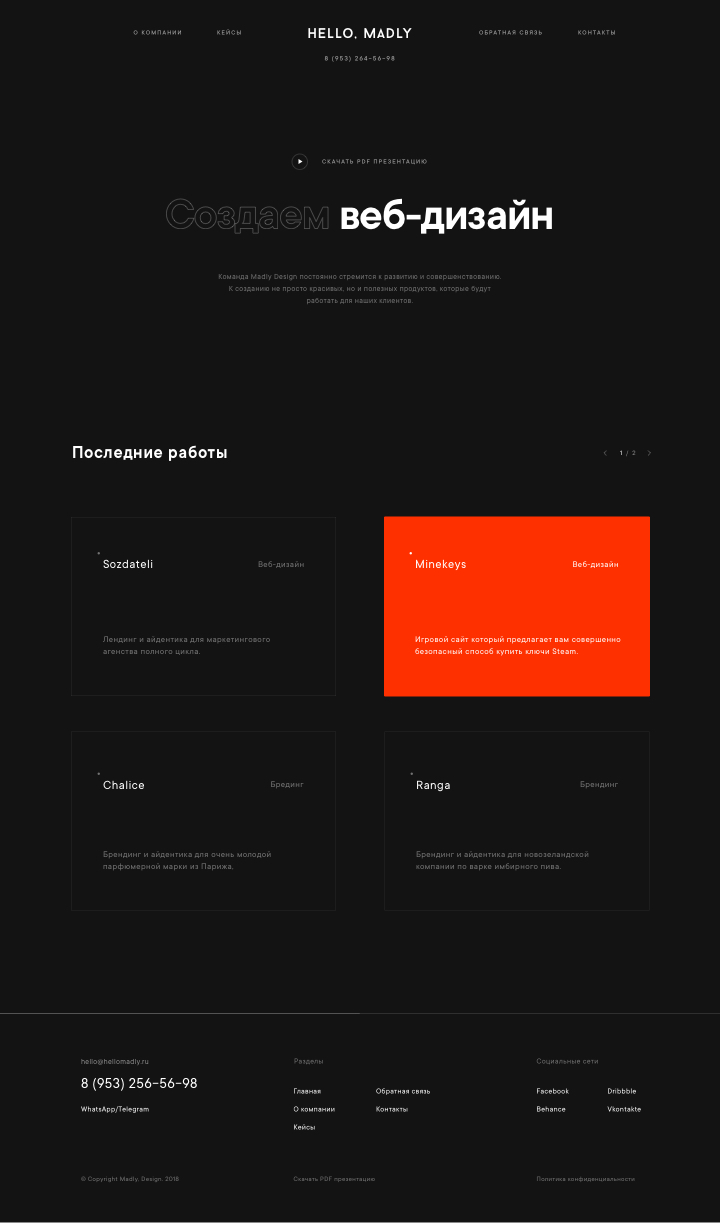 О КОМПАНИИ
КЕЙСЫ
HELLO, MADLY
ОБРАТНАЯ СВЯЗЬ
КОНТАКТЫ
8 (953) 264-56-98
СКАЧАТЬ PDF ПРЕЗЕНТАЦИЮ
Создаем веб-дизайн
Команда Madly Design постоянно стремится к развитию и совершенствованию.
К созданию не просто красивых, но и полезных продуктов, которые будут
работать для наших клиентов.
Последние работы
1 / 2
Sozdateli
Веб-дизайн
Лендинг и айдентика для маркетингового
агенства полного цикла.
Minekeys
Веб-дизайн
Игровой сайт который предлагает вам совершенно
безопасный способ купить ключи Steam.
Chalice
Брединг
Брендинг и айдентика для очень молодой
парфюмерной марки из Парижа.
Ranga
Брендинг
Брендинг и айдентика для новозеландской
компании по варке имбирного пива.
hello@hellomadly.ru
8 (953) 256-56-98
WhatsApp/Telegram
Разделы
Главная
Обратная связь
О компании
Контакты
Кейсы
Социальные сети
Facebook
Dribbble
Behance
Vkontakte
© Copyright Madly. Design. 2018
Скачать PDF презентацию
Политика конфиденциальности